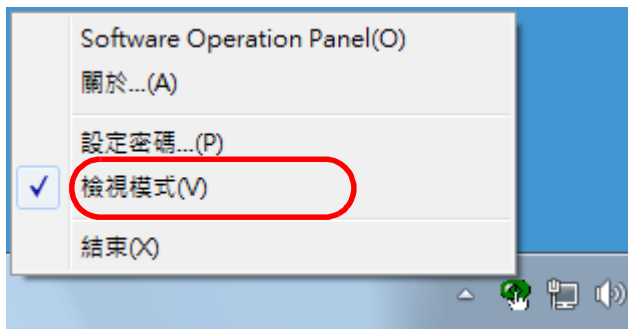 Software Operation Panel(O)
關於...(A)
設定密碼...(P)
檢視模式(V)
結束(X)